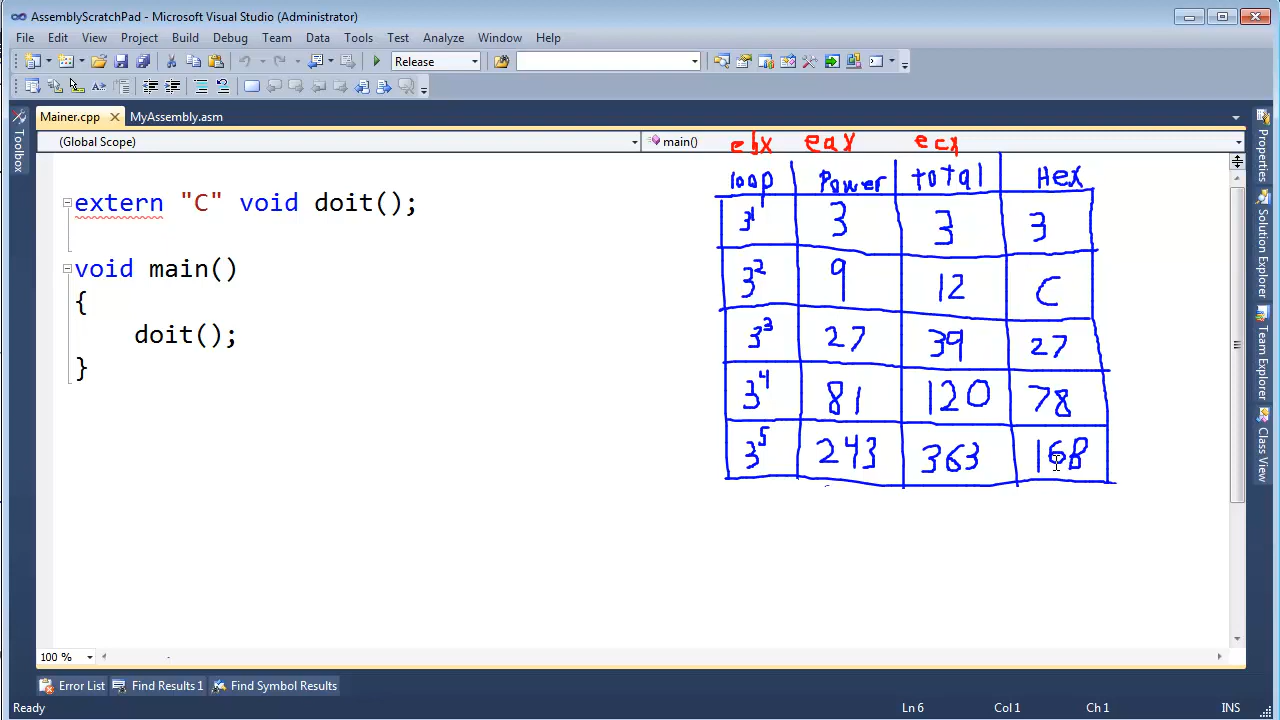 AssemblyScratchPad - Microsoft Visual Studio (Administrator)
File Edit View Project Build Debug Team Data Tools Test Analyze Window Help
Release
Mainer.cpp MyAssembly.asm
(Global Scope) main()
Toolbox
Properties
Solution Explorer
Team Explorer
Class View
extern "C" void doit();
void main()
{
doit();
}
ebx eax ecx
loop Power total Hex
3¹ 3 3 3
3² 9 12 C
3³ 27 39 27
3⁴ 81 120 78
3⁵ 243 363 16B
100 %
Error List Find Results 1 Find Symbol Results
Ready Ln 6 Col 1 Ch 1 INS